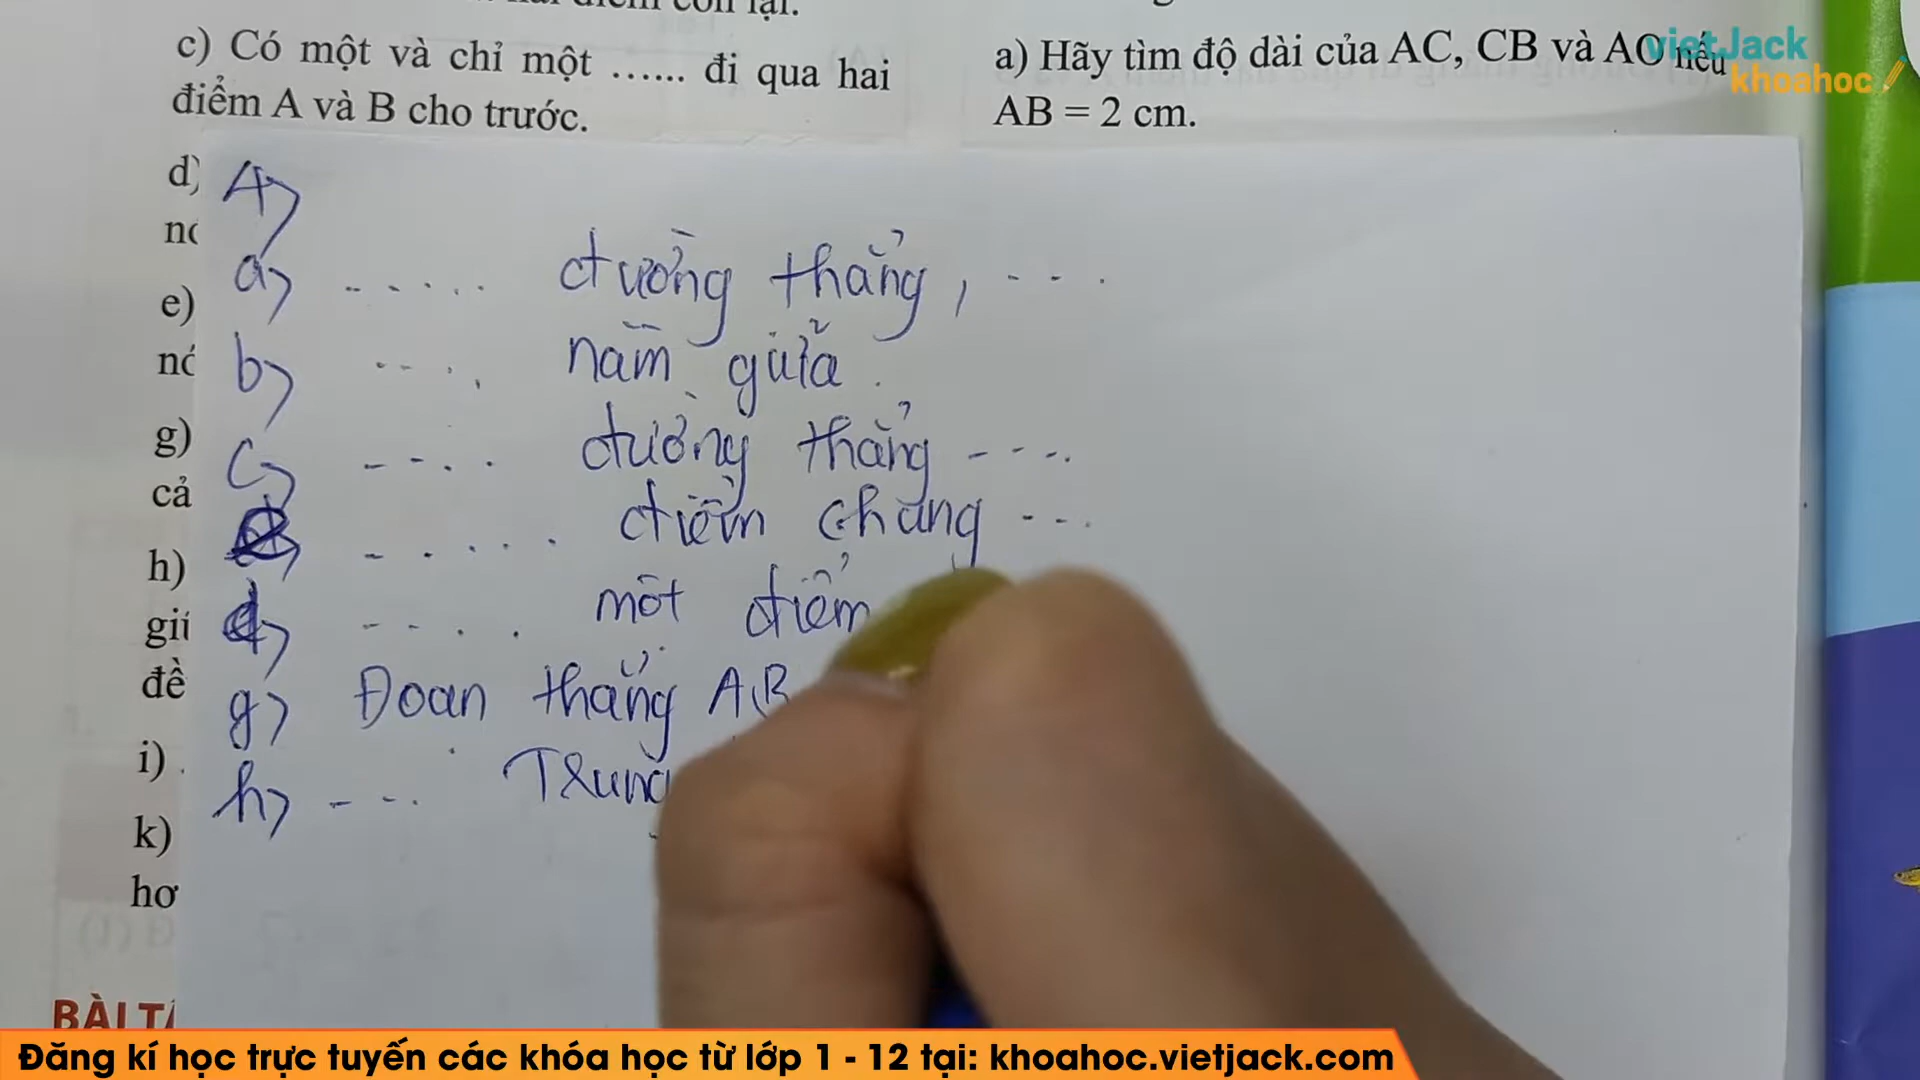 c) Có một và chỉ một ...... đi qua hai
điểm A và B cho trước.
a) Hãy tìm độ dài của AC, CB và AO nếu
AB = 2 cm.
vietJack
khoahoc
d)
e)
g)
cả
h)
đề
i)
k)
A>
a> ..... đường thẳng, ...
b> .... nằm giữa.
c> .... đường thẳng ....
..... điểm chung ...
d> .... một điểm
g> Đoạn thẳng AB
h> ... Trung
BÀI
Đăng kí học trực tuyến các khóa học từ lớp 1 - 12 tại: khoahoc.vietjack.com